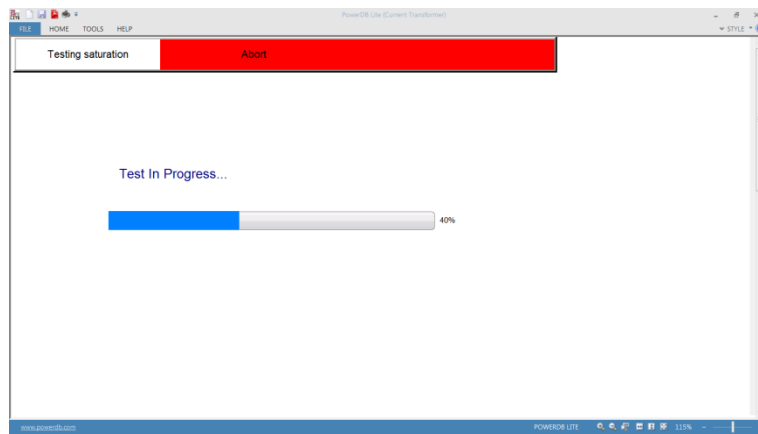 PowerDB Lite (Current Transformer)
FILE HOME TOOLS HELP
STYLE
Testing saturation Abort
Test In Progress...
40%
www.powerdb.com POWERDB LITE 115%